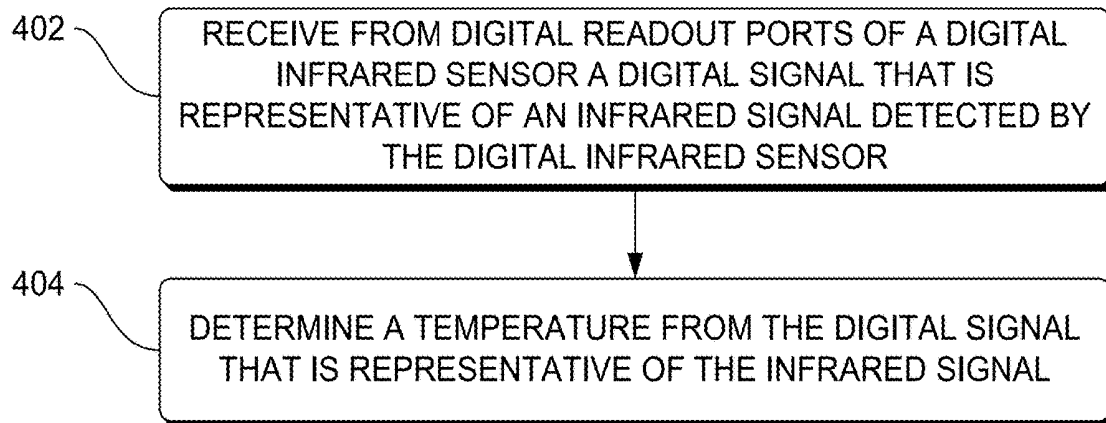 402
RECEIVE FROM DIGITAL READOUT PORTS OF A DIGITAL
INFRARED SENSOR A DIGITAL SIGNAL THAT IS
REPRESENTATIVE OF AN INFRARED SIGNAL DETECTED BY
THE DIGITAL INFRARED SENSOR
404
DETERMINE A TEMPERATURE FROM THE DIGITAL SIGNAL
THAT IS REPRESENTATIVE OF THE INFRARED SIGNAL